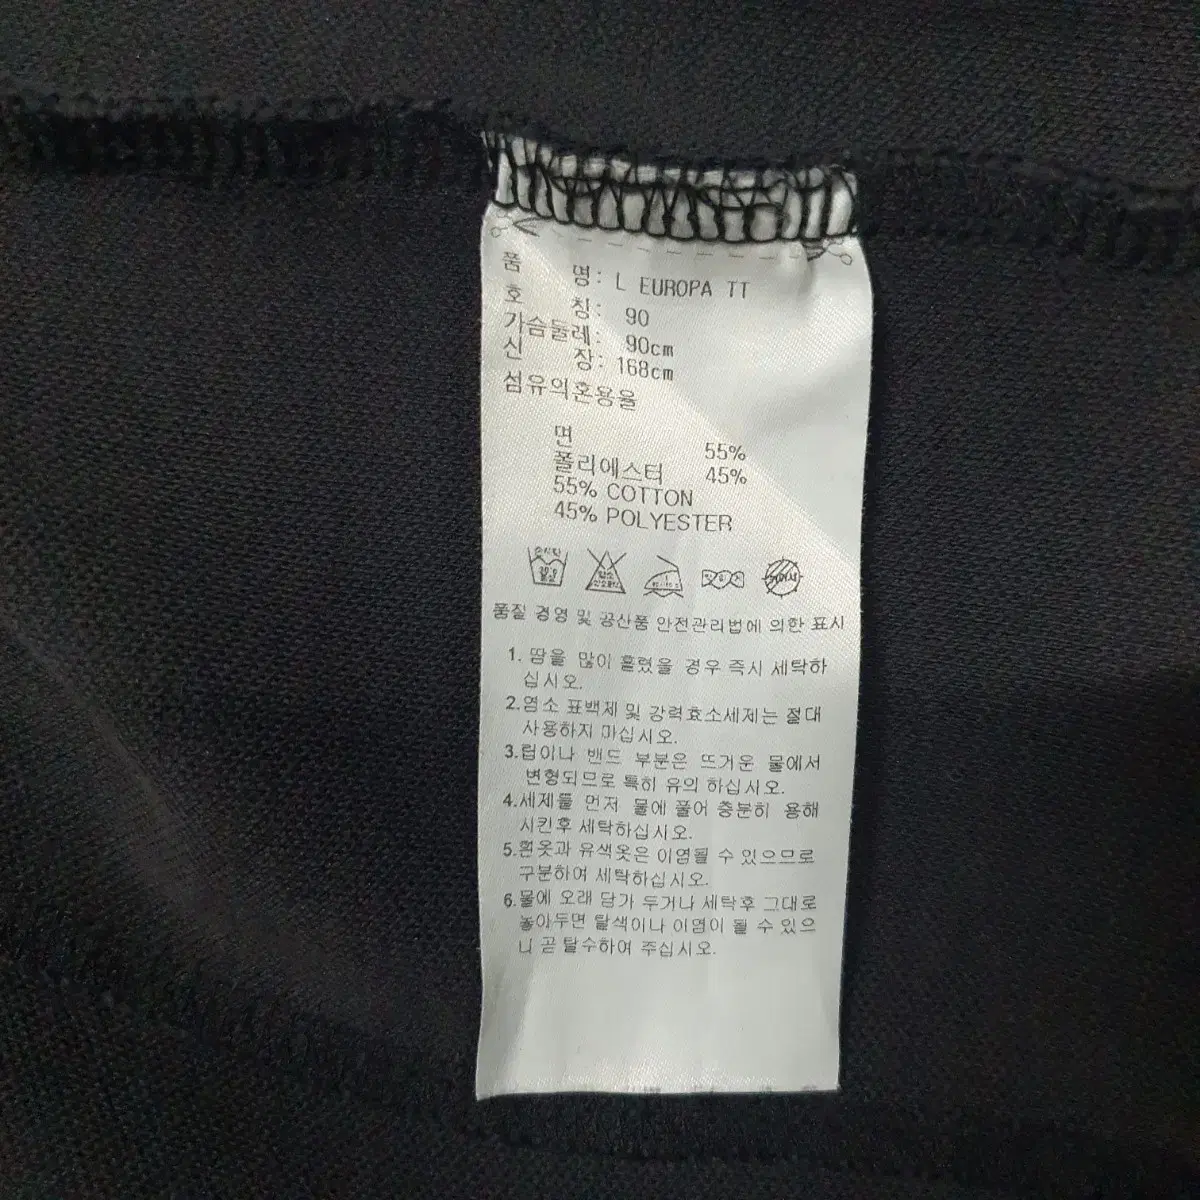 품 명: L EUROPA TT
호 칭: 90
가슴둘레: 90cm
신 장: 168cm
섬유의혼용율
면 55%
폴리에스터 45%
55% COTTON
45% POLYESTER
품질 경영 및 공산품 안전관리법에 의한 표시
1. 땀을 많이 흘렸을 경우 즉시 세탁하
십시오.
2.염소 표백제 및 강력효소세제는 절대
사용하지 마십시오.
3.립이나 밴드 부분은 뜨거운 물에서
변형되므로 특히 유의 하십시오.
4.세제를 먼저 물에 풀어 충분히 용해
시킨후 세탁하십시오.
5.흰옷과 유색옷은 이염될 수 있으므로
구분하여 세탁하십시오.
6.물에 오래 담가 두거나 세탁후 그대로
놓아두면 탈색이나 이염이 될 수 있으
니 곧 탈수하여 주십시오.